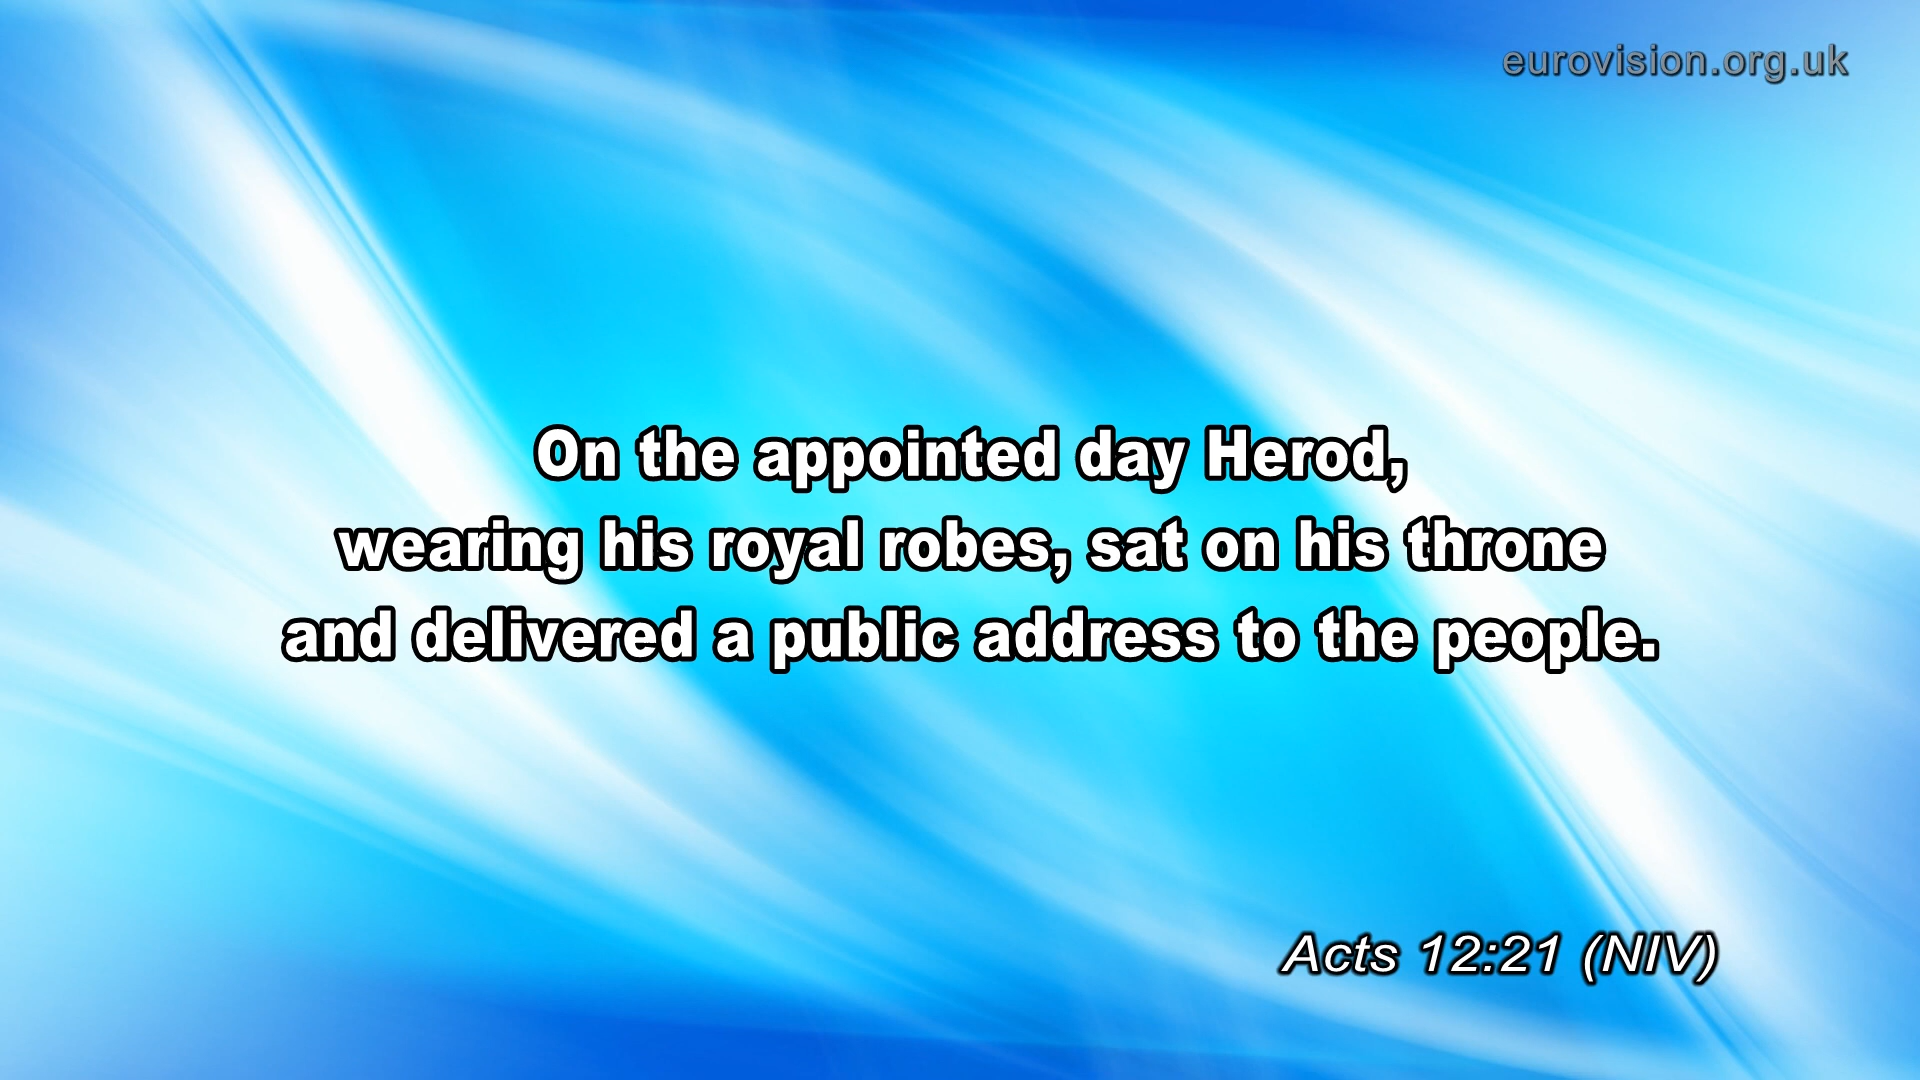 eurovision.org.uk
On the appointed day Herod,
wearing his royal robes, sat on his throne
and delivered a public address to the people.
Acts 12:21 (NIV)